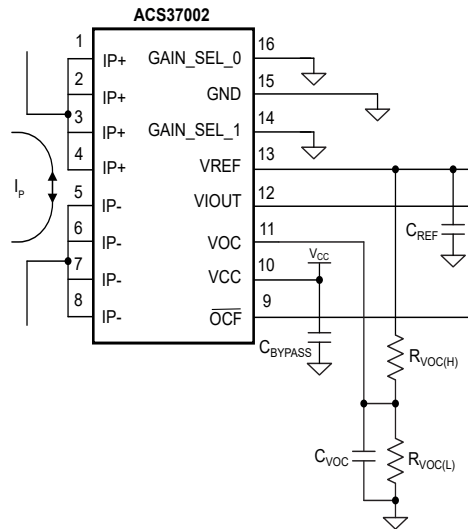 ACS37002
1 IP+ GAIN_SEL_0 16
2 IP+ GND 15
3 IP+ GAIN_SEL_1 14
4 IP+ VREF 13
5 IP- VIOUT 12
6 IP- VOC 11
7 IP- VCC 10
8 IP- OCF 9
IP
VCC
CREF
CBYPASS
RVOC(H)
CVOC
RVOC(L)